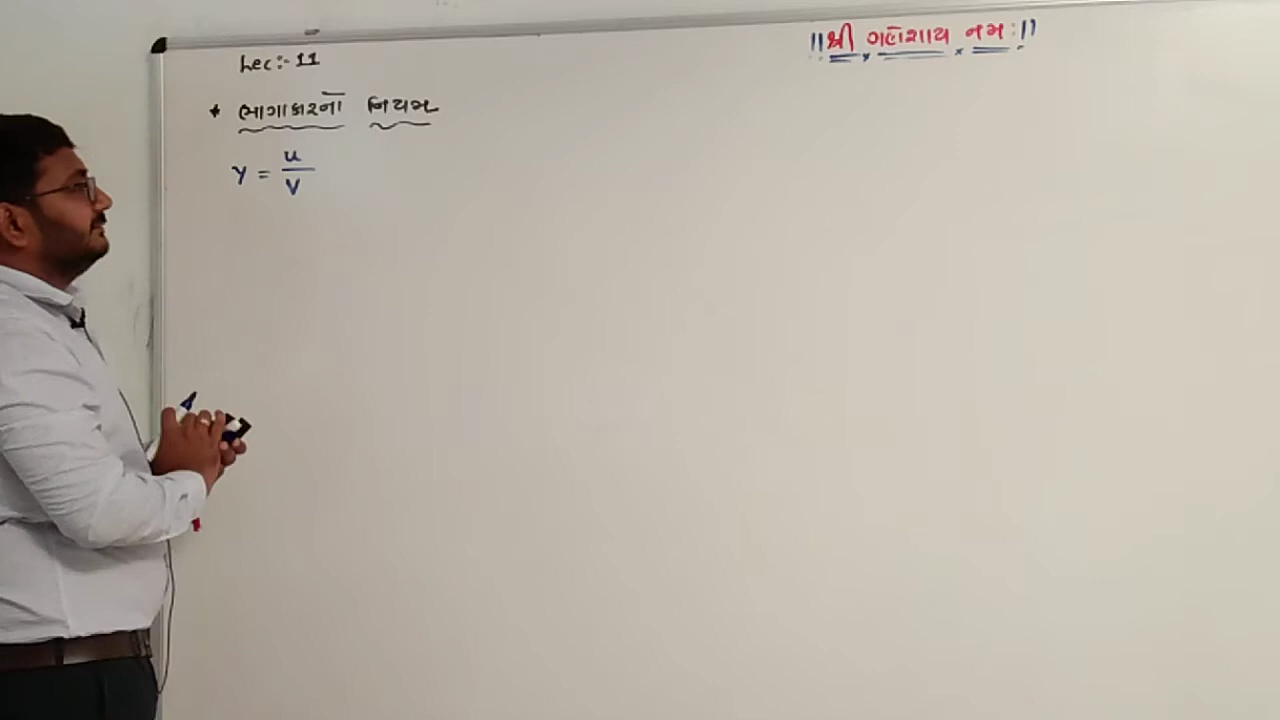 Lec:- 11
॥ શ્રી ગણેશાય નમઃ ॥
* ભાગાકારનો નિયમ
y = u/v